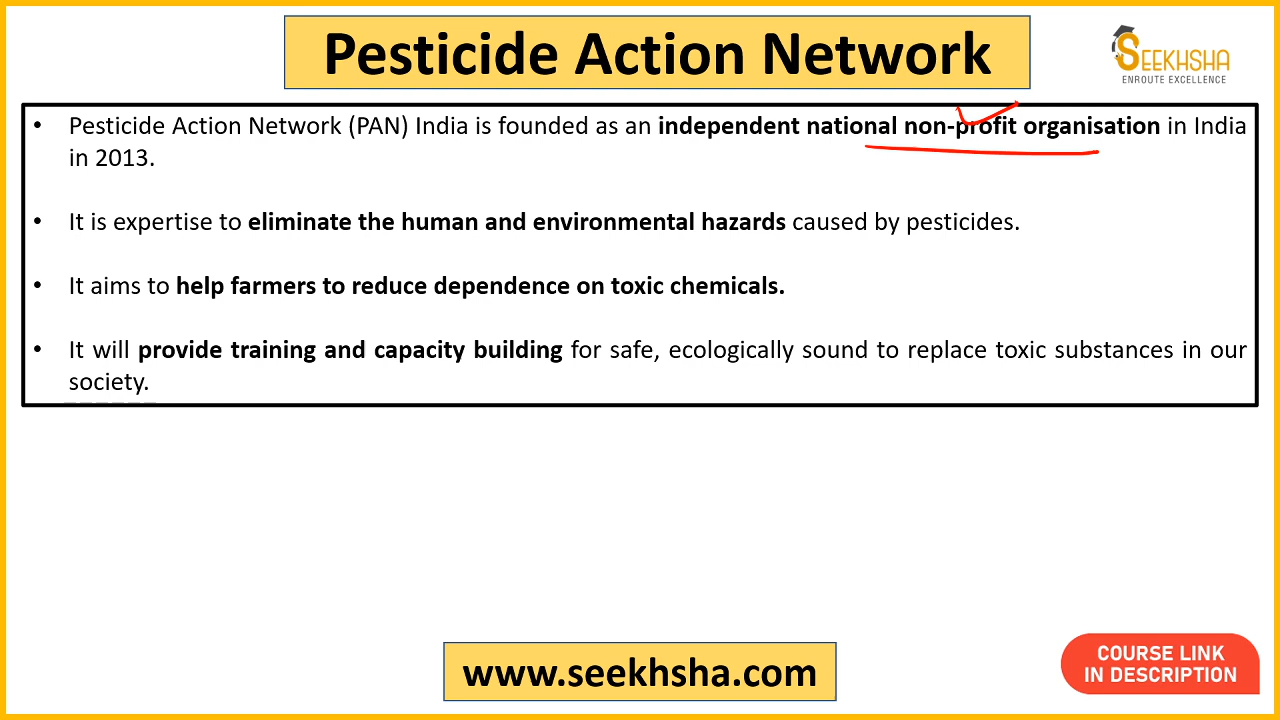 Pesticide Action Network
SEEKHSHA
ENROUTE EXCELLENCE
• Pesticide Action Network (PAN) India is founded as an independent national non-profit organisation in India
in 2013.
• It is expertise to eliminate the human and environmental hazards caused by pesticides.
• It aims to help farmers to reduce dependence on toxic chemicals.
• It will provide training and capacity building for safe, ecologically sound to replace toxic substances in our
society.
www.seekhsha.com
COURSE LINK
IN DESCRIPTION